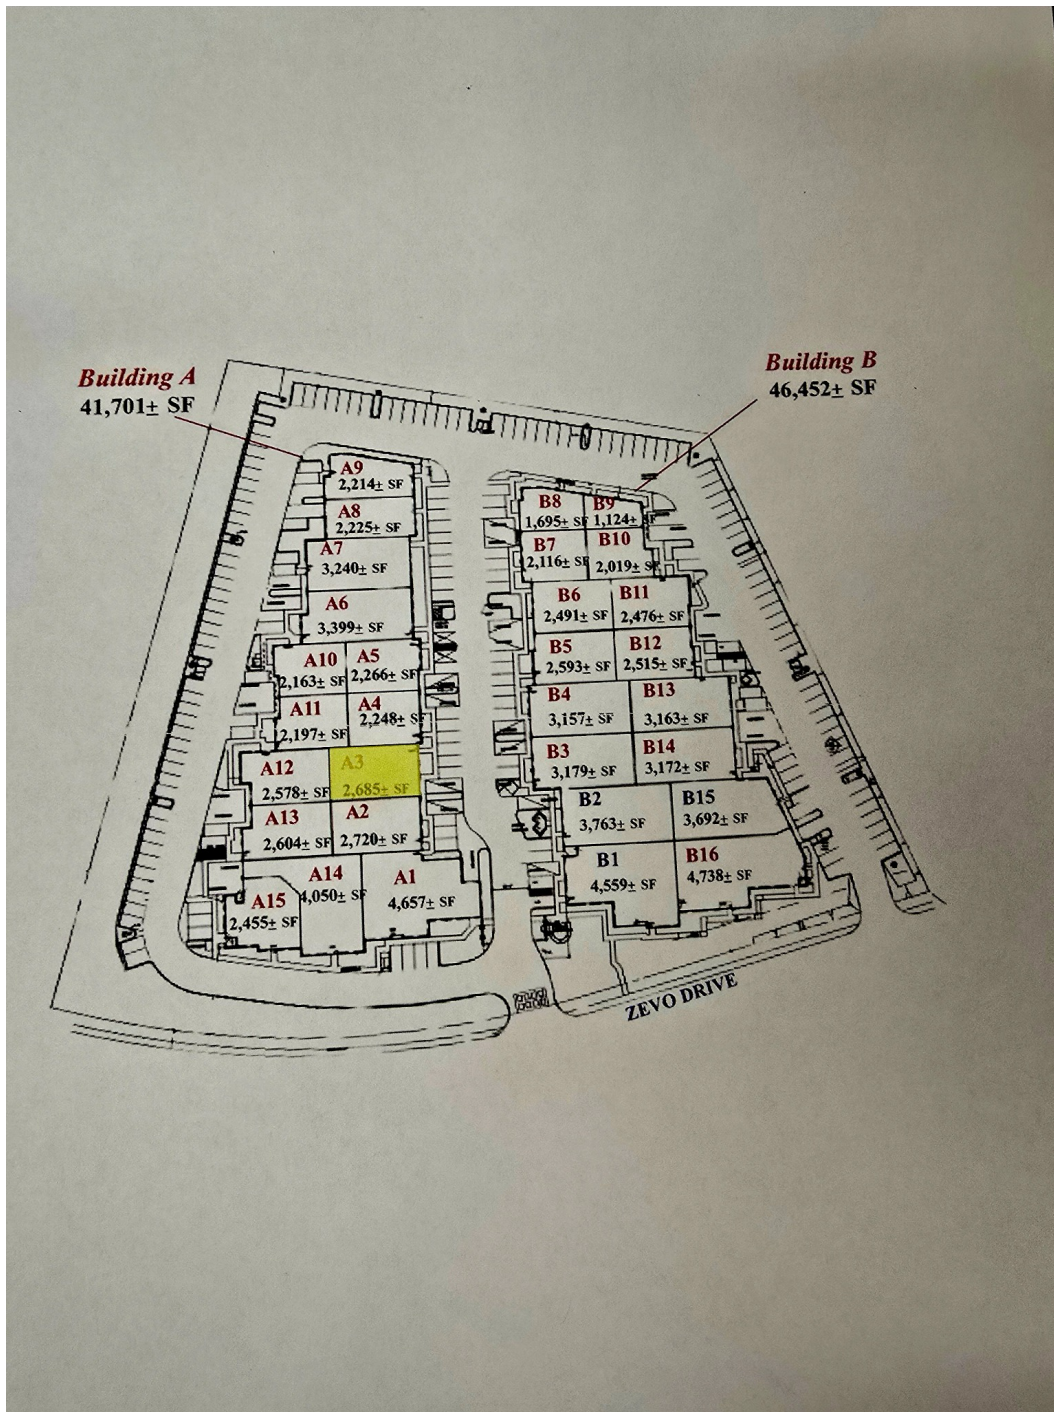 Building A
41,701± SF
Building B
46,452± SF
A9
2,214± SF
A8
2,225± SF
A7
3,240± SF
A6
3,399± SF
A10
2,163± SF
A5
2,266± SF
A11
2,197± SF
A4
2,248± SF
A12
2,578± SF
A3
2,685± SF
A13
2,604± SF
A2
2,720± SF
A14
4,050± SF
A15
2,455± SF
A1
4,657± SF
B8
1,695± SF
B9
1,124± SF
B7
2,116± SF
B10
2,019± SF
B6
2,491± SF
B11
2,476± SF
B5
2,593± SF
B12
2,515± SF
B4
3,157± SF
B13
3,163± SF
B3
3,179± SF
B14
3,172± SF
B2
3,763± SF
B15
3,692± SF
B1
4,559± SF
B16
4,738± SF
ZEVO DRIVE